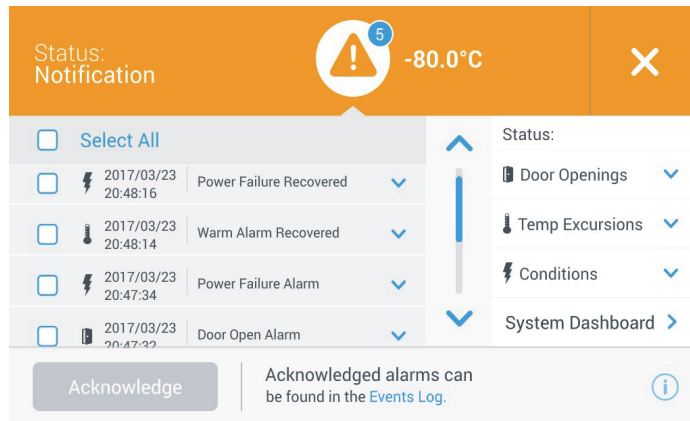 Status:
Notification
5
-80.0°C
Select All
2017/03/23
20:48:16
Power Failure Recovered
2017/03/23
20:48:14
Warm Alarm Recovered
2017/03/23
20:47:34
Power Failure Alarm
2017/03/23
20:47:32
Door Open Alarm
Status:
Door Openings
Temp Excursions
Conditions
System Dashboard
Acknowledge
Acknowledged alarms can
be found in the Events Log.